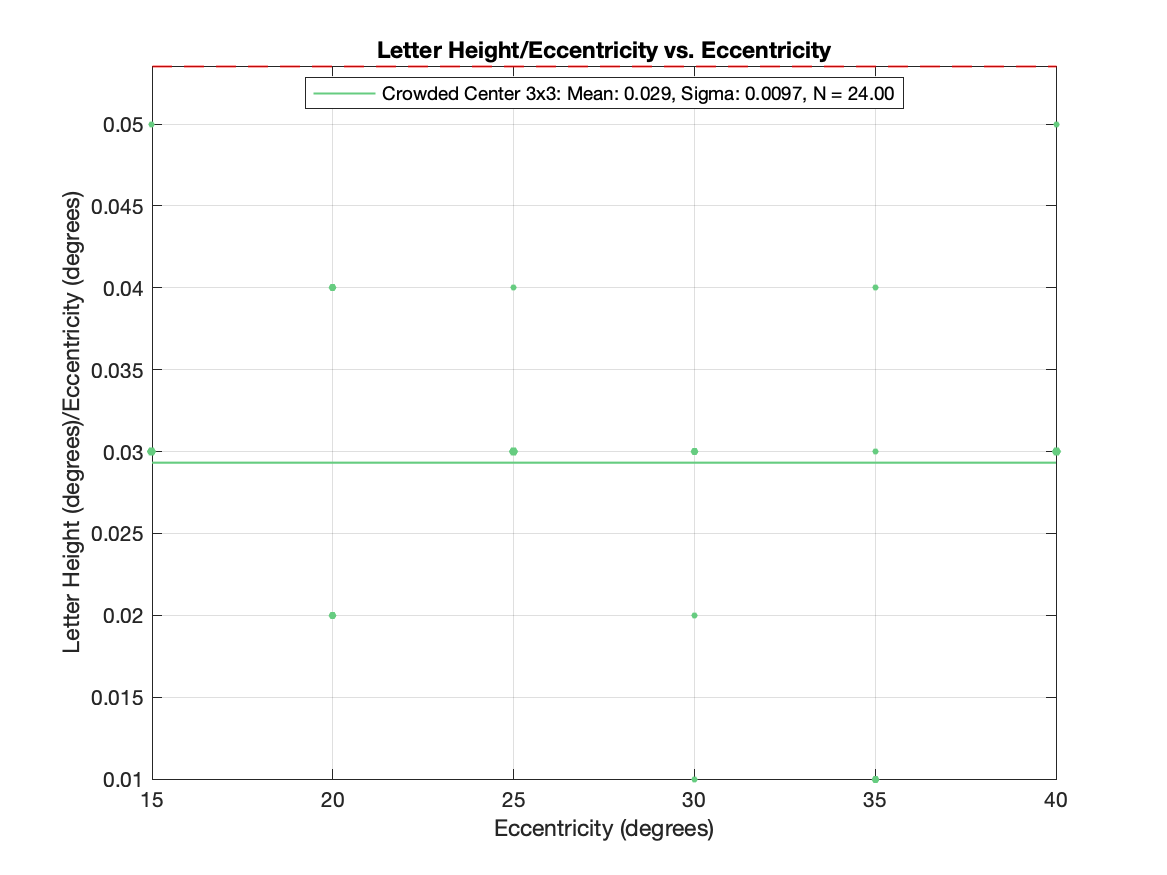 Letter Height/Eccentricity vs. Eccentricity
Crowded Center 3x3: Mean: 0.029, Sigma: 0.0097, N = 24.00
Letter Height (degrees)/Eccentricity (degrees)
0.05
0.045
0.04
0.035
0.03
0.025
0.02
0.015
0.01
15 20 25 30 35 40
Eccentricity (degrees)